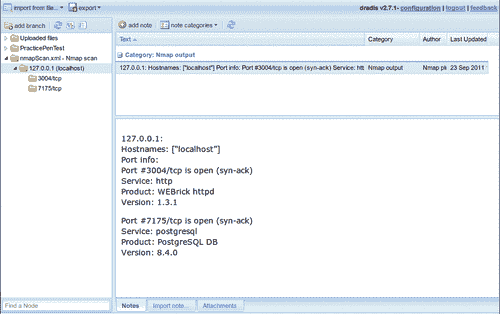 import from file... export dradis v2.7.1- configuration | logout | feedback
add branch
Uploaded files
PracticePenTest
nmapScan.xml - Nmap scan
127.0.0.1 (localhost)
3004/tcp
7175/tcp
Find a Node
add note note categories
Text Category Author Last Updated
Category: Nmap output
127.0.0.1: Hostnames: ["localhost"] Port info: Port #3004/tcp is open (syn-ack) Service: htt Nmap output Nmap plu 23 Sep 2011
127.0.0.1:
Hostnames: ["localhost"]
Port info:
Port #3004/tcp is open (syn-ack)
Service: http
Product: WEBrick httpd
Version: 1.3.1
Port #7175/tcp is open (syn-ack)
Service: postgresql
Product: PostgreSQL DB
Version: 8.4.0
Notes Import note... Attachments